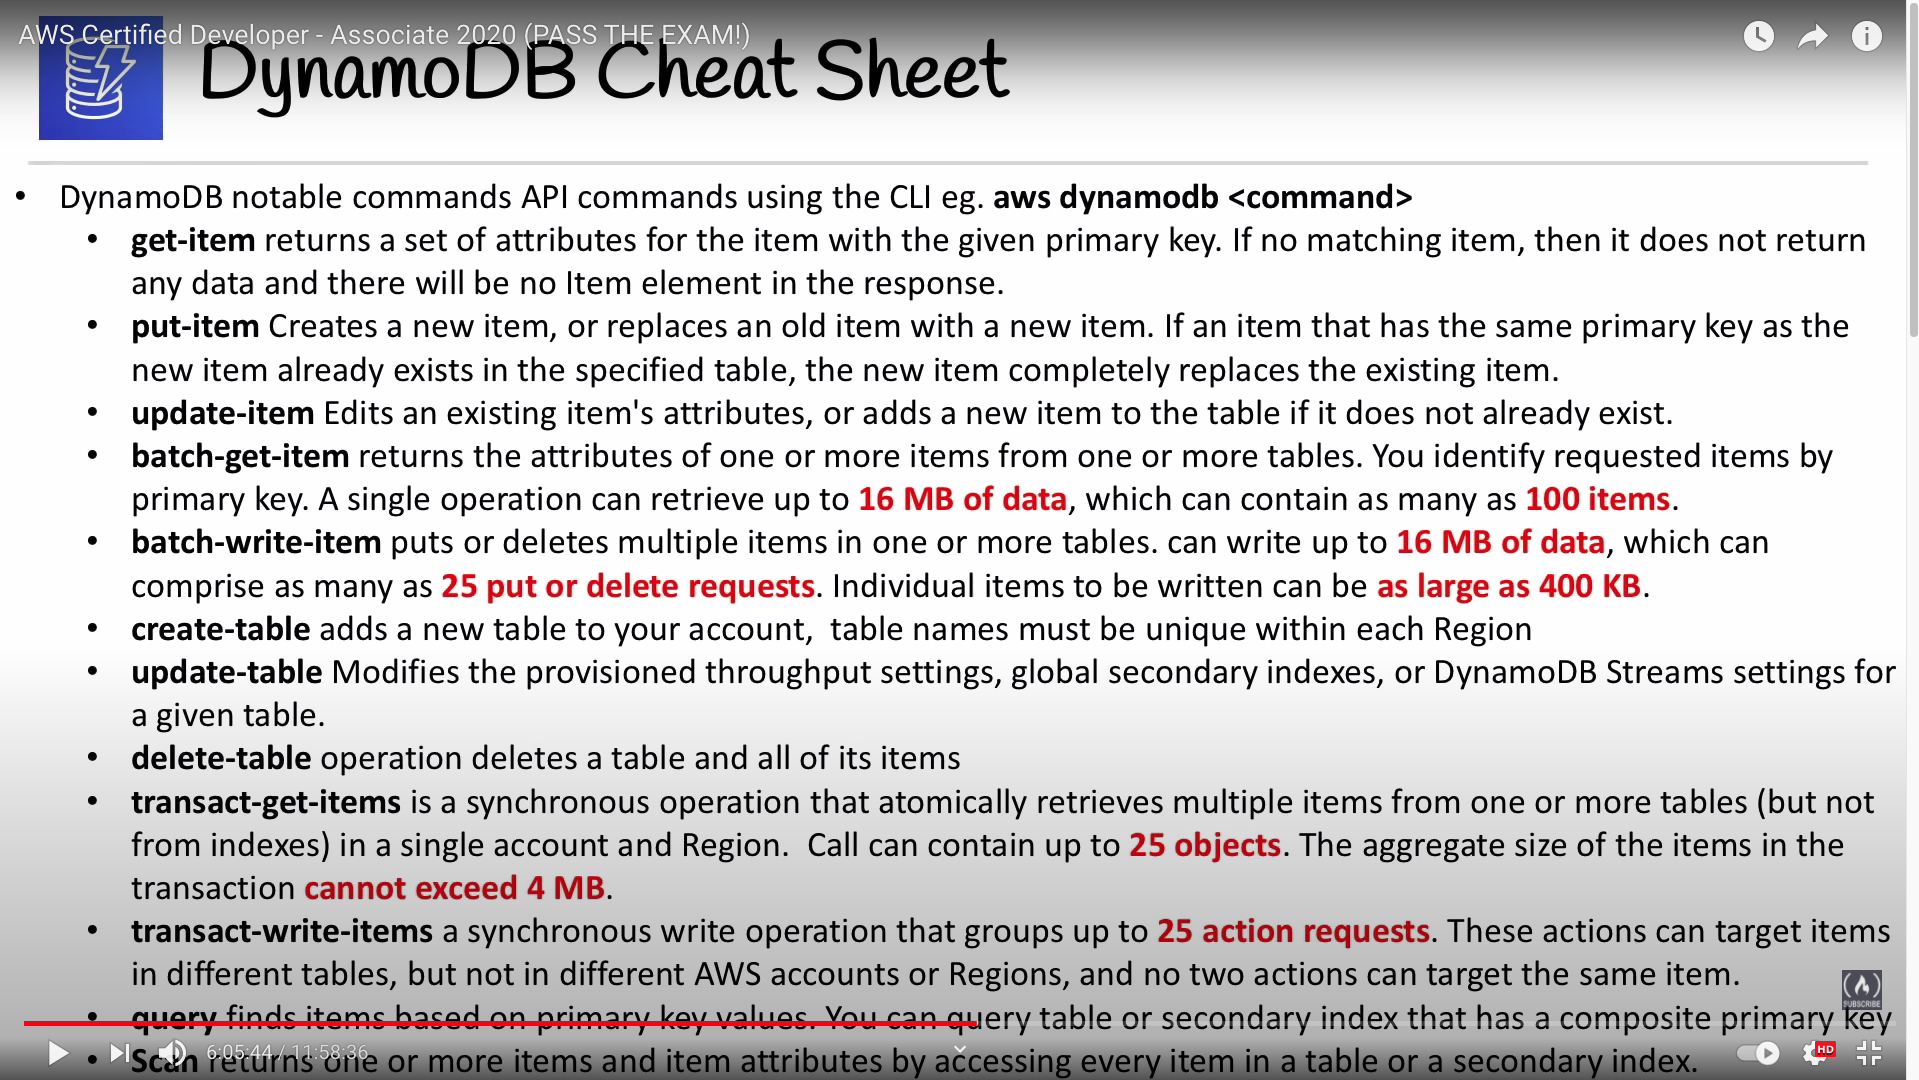 AWS Certified Developer - Associate 2020 (PASS THE EXAM!)
DynamoDB Cheat Sheet
• DynamoDB notable commands API commands using the CLI eg. aws dynamodb <command>
• get-item returns a set of attributes for the item with the given primary key. If no matching item, then it does not return
any data and there will be no Item element in the response.
• put-item Creates a new item, or replaces an old item with a new item. If an item that has the same primary key as the
new item already exists in the specified table, the new item completely replaces the existing item.
• update-item Edits an existing item's attributes, or adds a new item to the table if it does not already exist.
• batch-get-item returns the attributes of one or more items from one or more tables. You identify requested items by
primary key. A single operation can retrieve up to 16 MB of data, which can contain as many as 100 items.
• batch-write-item puts or deletes multiple items in one or more tables. can write up to 16 MB of data, which can
comprise as many as 25 put or delete requests. Individual items to be written can be as large as 400 KB.
• create-table adds a new table to your account,  table names must be unique within each Region
• update-table Modifies the provisioned throughput settings, global secondary indexes, or DynamoDB Streams settings for
a given table.
• delete-table operation deletes a table and all of its items
• transact-get-items is a synchronous operation that atomically retrieves multiple items from one or more tables (but not
from indexes) in a single account and Region.  Call can contain up to 25 objects. The aggregate size of the items in the
transaction cannot exceed 4 MB.
• transact-write-items a synchronous write operation that groups up to 25 action requests. These actions can target items
in different tables, but not in different AWS accounts or Regions, and no two actions can target the same item.
SUBSCRIBE
• query finds items based on primary key values. You can query table or secondary index that has a composite primary key
• Scan returns one or more items and item attributes by accessing every item in a table or a secondary index.
6:05:44 / 11:58:36
HD